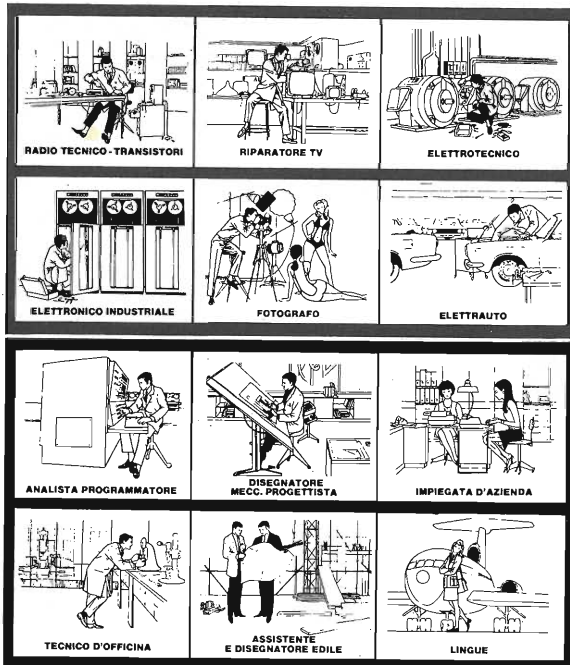 RADIO TECNICO - TRANSISTORI
RIPARATORE TV
ELETTROTECNICO
ELETTRONICO INDUSTRIALE
FOTOGRAFO
ELETTRAUTO
ANALISTA PROGRAMMATORE
DISEGNATORE
MECC. PROGETTISTA
IMPIEGATA D'AZIENDA
TECNICO D'OFFICINA
ASSISTENTE
E DISEGNATORE EDILE
LINGUE